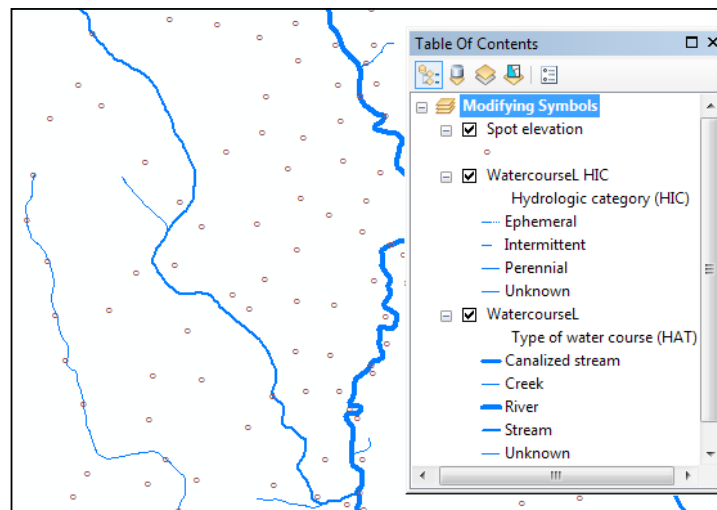 Table Of Contents
Modifying Symbols
Spot elevation
WatercourseL HIC
Hydrologic category (HIC)
Ephemeral
Intermittent
Perennial
Unknown
WatercourseL
Type of water course (HAT)
Canalized stream
Creek
River
Stream
Unknown